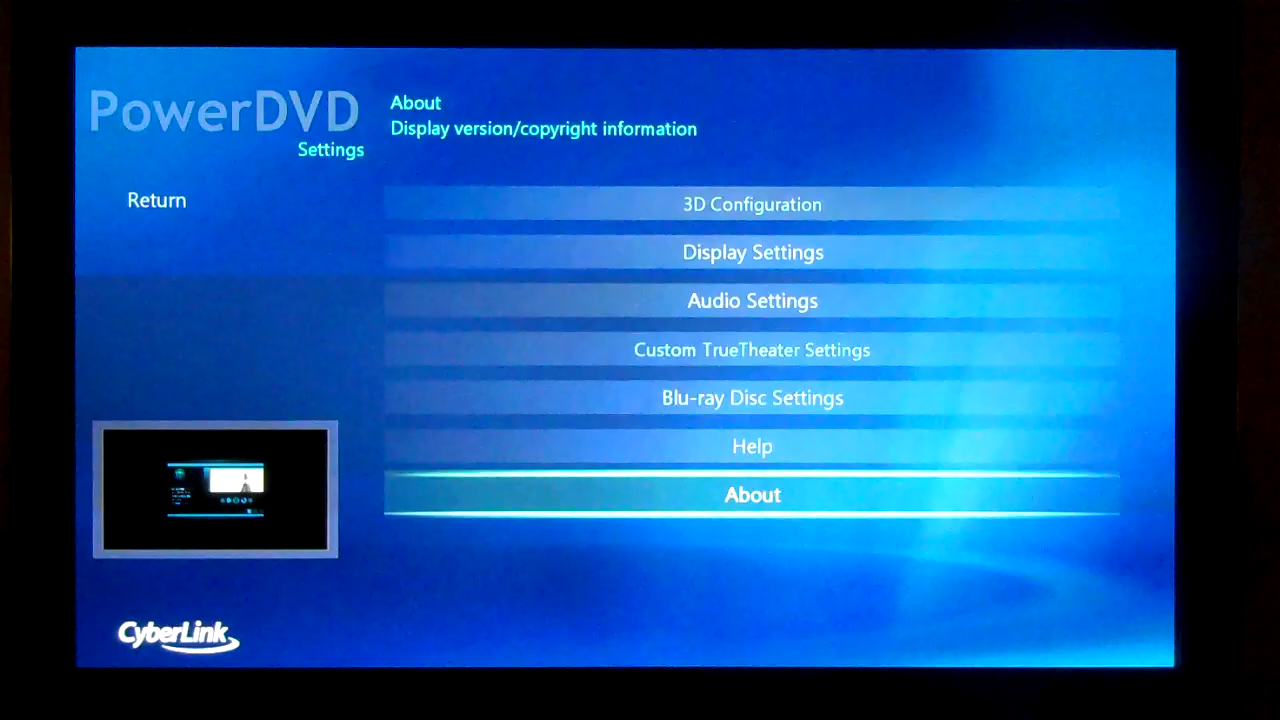 PowerDVD
Settings
About
Display version/copyright information
Return
3D Configuration
Display Settings
Audio Settings
Custom TrueTheater Settings
Blu-ray Disc Settings
Help
About
CyberLink